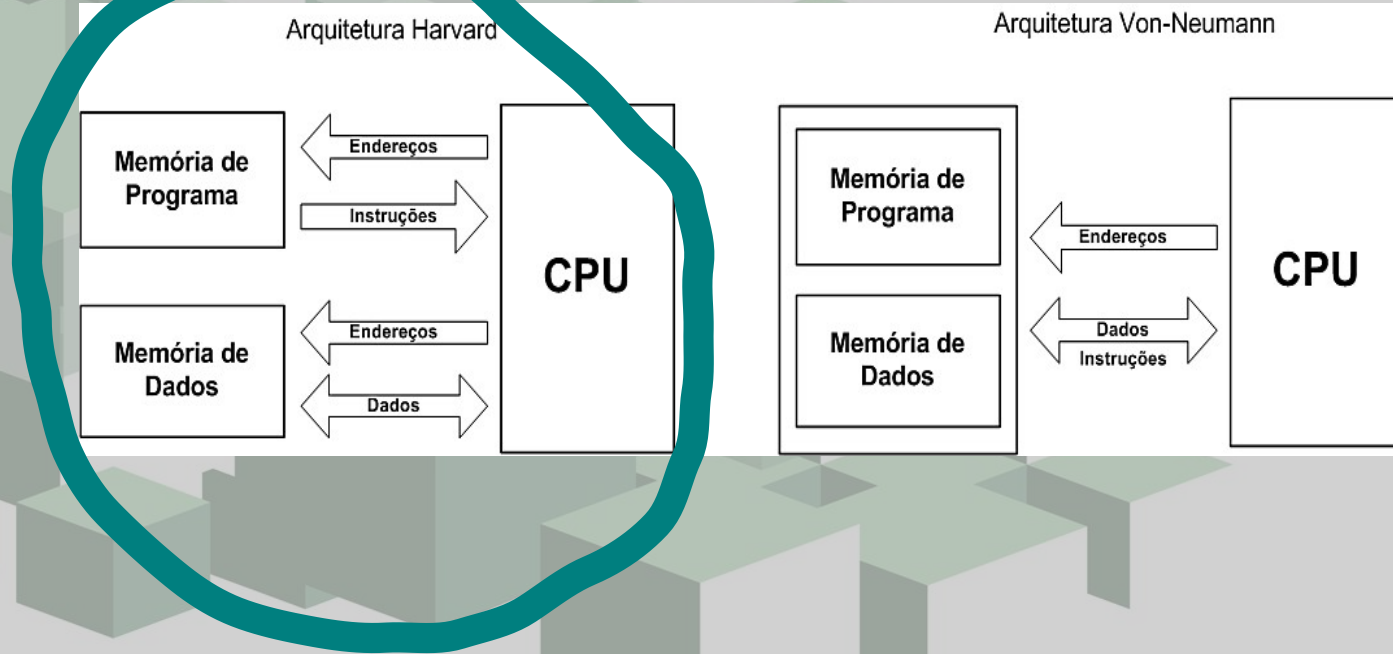 Arquitetura Harvard
Memória de
Programa
Endereços
Instruções
Memória de
Dados
Endereços
Dados
CPU
Arquitetura Von-Neumann
Memória de
Programa
Memória de
Dados
Endereços
Dados
Instruções
CPU